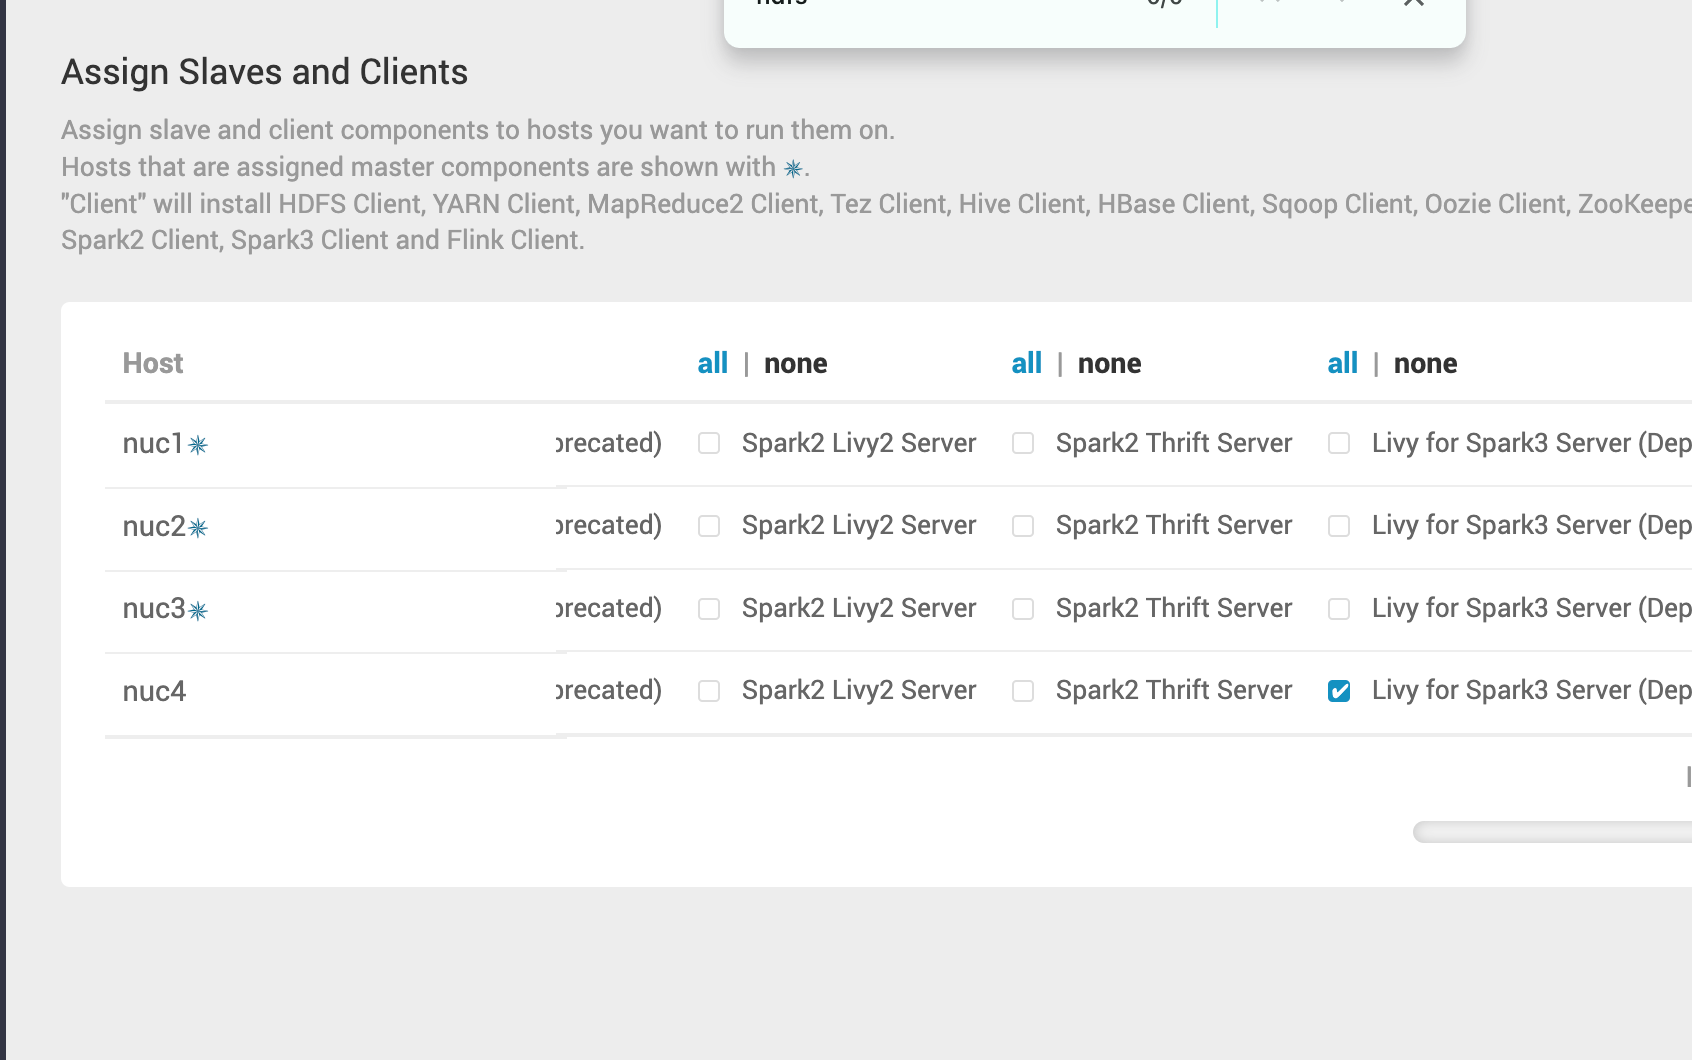 Assign Slaves and Clients
Assign slave and client components to hosts you want to run them on.
Hosts that are assigned master components are shown with ✵.
"Client" will install HDFS Client, YARN Client, MapReduce2 Client, Tez Client, Hive Client, HBase Client, Sqoop Client, Oozie Client, ZooKeepe
Spark2 Client, Spark3 Client and Flink Client.
Host all | none all | none all | none
nuc1✵ precated) Spark2 Livy2 Server Spark2 Thrift Server Livy for Spark3 Server (Dep
nuc2✵ precated) Spark2 Livy2 Server Spark2 Thrift Server Livy for Spark3 Server (Dep
nuc3✵ precated) Spark2 Livy2 Server Spark2 Thrift Server Livy for Spark3 Server (Dep
nuc4 precated) Spark2 Livy2 Server Spark2 Thrift Server Livy for Spark3 Server (Dep